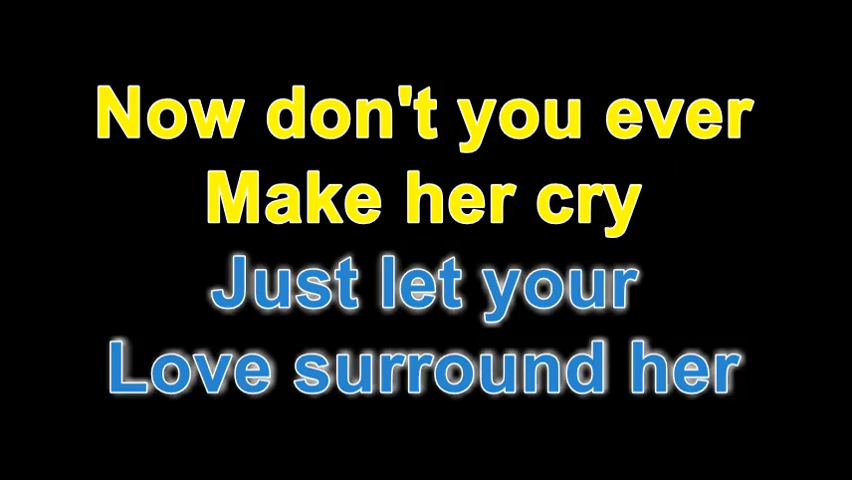 Now don't you ever
Make her cry
Just let your
Love surround her